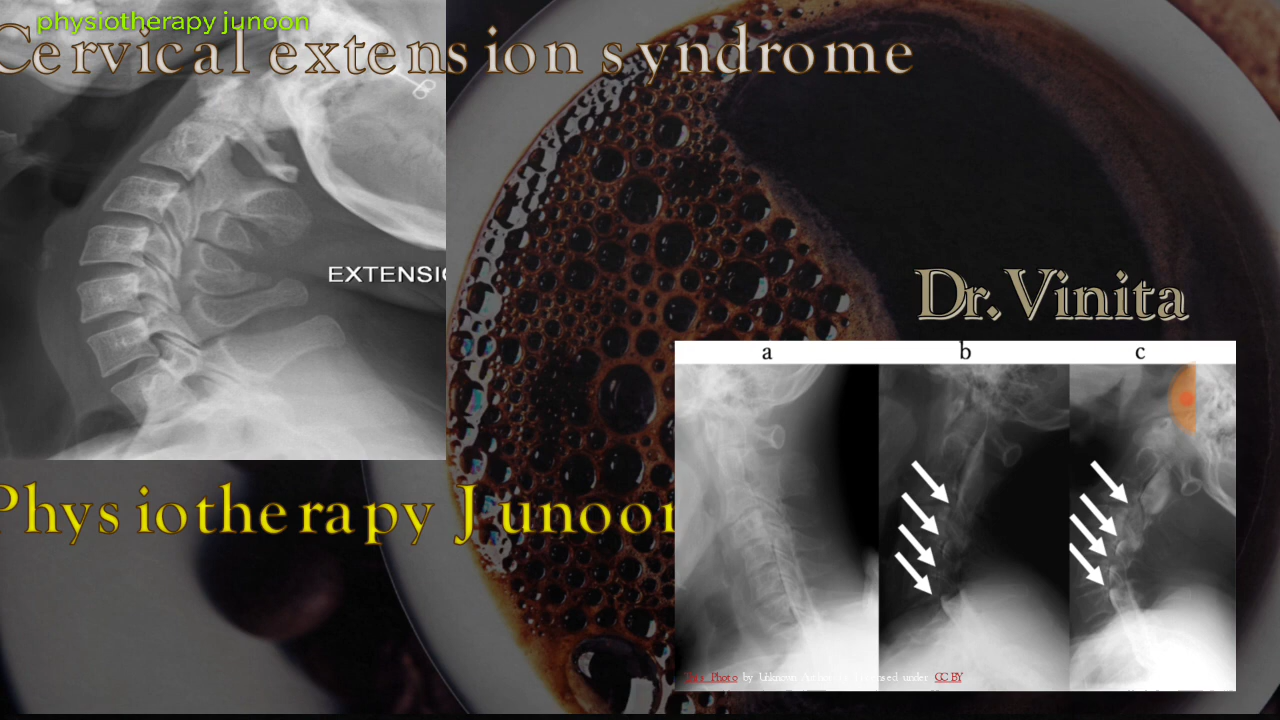 physiotherapy junoon
Cervical extension syndrome
EXTENSI
Dr. Vinita
a b c
Physiotherapy Junoon
This Photo by Unknown Author is licensed under CC BY